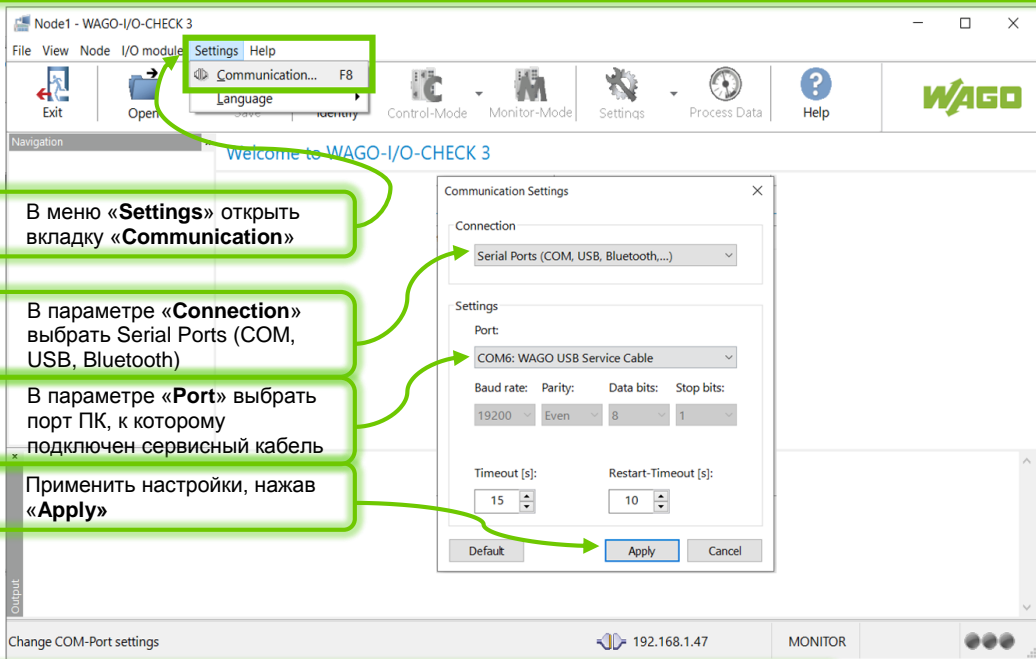 Node1 - WAGO-I/O-CHECK 3
File View Node I/O module Settings Help
Communication... F8
Language
Exit
Open
Save
Identify
Control-Mode
Monitor-Mode
Settings
Process Data
Help
WAGO
Navigation
Welcome to WAGO-I/O-CHECK 3
В меню «Settings» открыть
вкладку «Communication»
В параметре «Connection»
выбрать Serial Ports (COM,
USB, Bluetooth)
В параметре «Port» выбрать
порт ПК, к которому
подключен сервисный кабель
Применить настройки, нажав
«Apply»
Communication Settings
Connection
Serial Ports (COM, USB, Bluetooth,...)
Settings
Port:
COM6: WAGO USB Service Cable
Baud rate: Parity: Data bits: Stop bits:
19200 Even 8 1
Timeout [s]: Restart-Timeout [s]:
15 10
Default Apply Cancel
Output
Change COM-Port settings 192.168.1.47 MONITOR